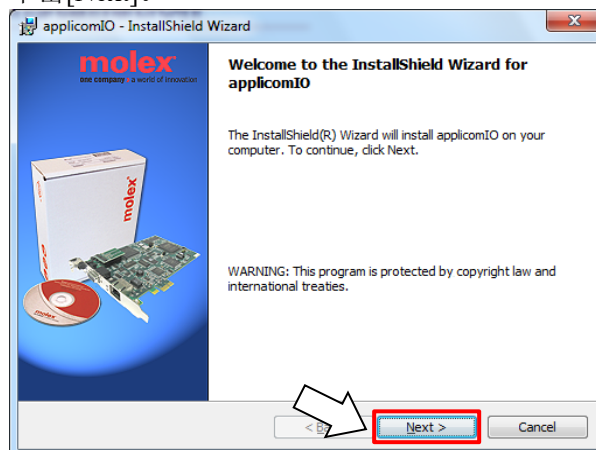 applicomIO - InstallShield Wizard
molex
one company a world of innovation
Welcome to the InstallShield Wizard for
applicomIO
The InstallShield(R) Wizard will install applicomIO on your
computer. To continue, click Next.
molex
WARNING: This program is protected by copyright law and
international treaties.
molex
Next >
Cancel